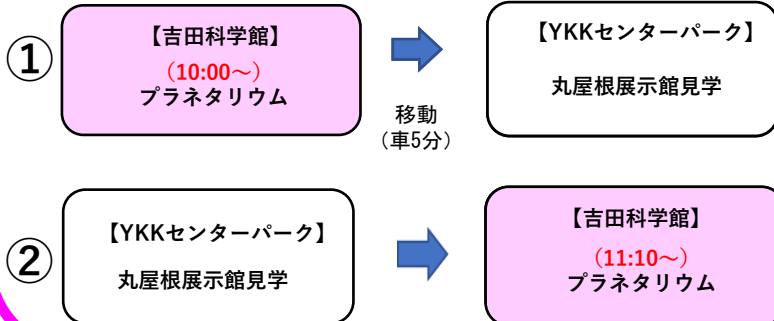 ①
【吉田科学館】
（10:00～）
プラネタリウム
移動
（車5分）
【YKKセンターパーク】
丸屋根展示館見学
②
【YKKセンターパーク】
丸屋根展示館見学
【吉田科学館】
（11:10～）
プラネタリウム